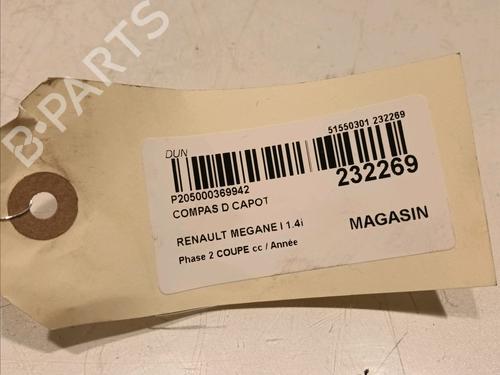 B-PARTS
DUN
51550301 232269
P205000369942
232269
COMPAS D CAPOT
RENAULT MEGANE I 1.4i
MAGASIN
Phase 2 COUPE cc / Année